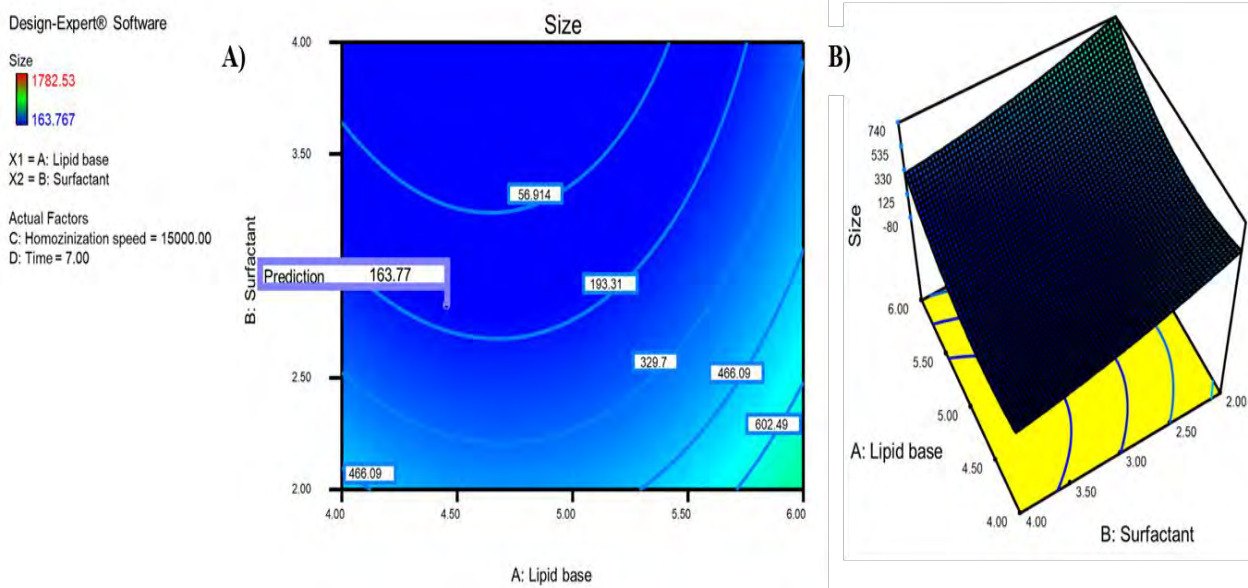 Design-Expert® Software
Size
1782.53
163.767
X1 = A: Lipid base
X2 = B: Surfactant
Actual Factors
C: Homozinization speed = 15000.00
D: Time = 7.00
A)
Size
4.00
3.50
2.50
2.00
B: Surfactant
56.914
Prediction 163.77
193.31
329.7
466.09
602.49
466.09
4.00
4.50
5.00
5.50
6.00
A: Lipid base
B)
740
535
330
125
-80
Size
6.00
5.50
5.00
4.50
4.00
A: Lipid base
4.00
3.50
3.00
2.50
2.00
B: Surfactant